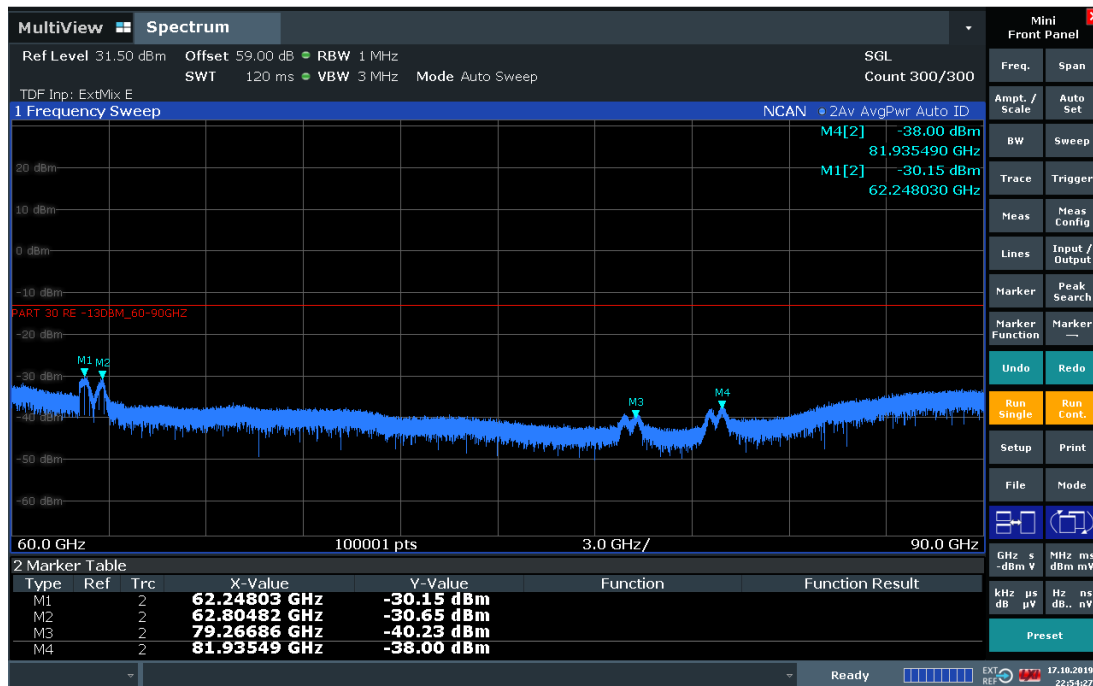 MultiView Spectrum
Ref Level 31.50 dBm Offset 59.00 dB RBW 1 MHz SGL
SWT 120 ms VBW 3 MHz Mode Auto Sweep Count 300/300
TDF Inp: ExtMix E
1 Frequency Sweep NCAN 2Av AvgPwr Auto ID
M4[2] -38.00 dBm
81.935490 GHz
M1[2] -30.15 dBm
62.248030 GHz
20 dBm
10 dBm
0 dBm
-10 dBm
PART 30 RE -13DBM_60-90GHZ
-20 dBm
M1 M2
-30 dBm
M3 M4
-40 dBm
-50 dBm
-60 dBm
60.0 GHz 100001 pts 3.0 GHz/ 90.0 GHz
2 Marker Table
Type Ref Trc X-Value Y-Value Function Function Result
M1 2 62.24803 GHz -30.15 dBm
M2 2 62.80482 GHz -30.65 dBm
M3 2 79.26686 GHz -40.23 dBm
M4 2 81.93549 GHz -38.00 dBm
Ready
EXT REF
17.10.2019
22:54:27
Mini
Front Panel
Freq. Span
Ampt. / Scale Auto Set
BW Sweep
Trace Trigger
Meas Meas Config
Lines Input / Output
Marker Peak Search
Marker Function Marker →
Undo Redo
Run Single Run Cont.
Setup Print
File Mode
GHz s -dBm V MHz ms dBm mV
kHz µs dB µV Hz ns dB.. nV
Preset